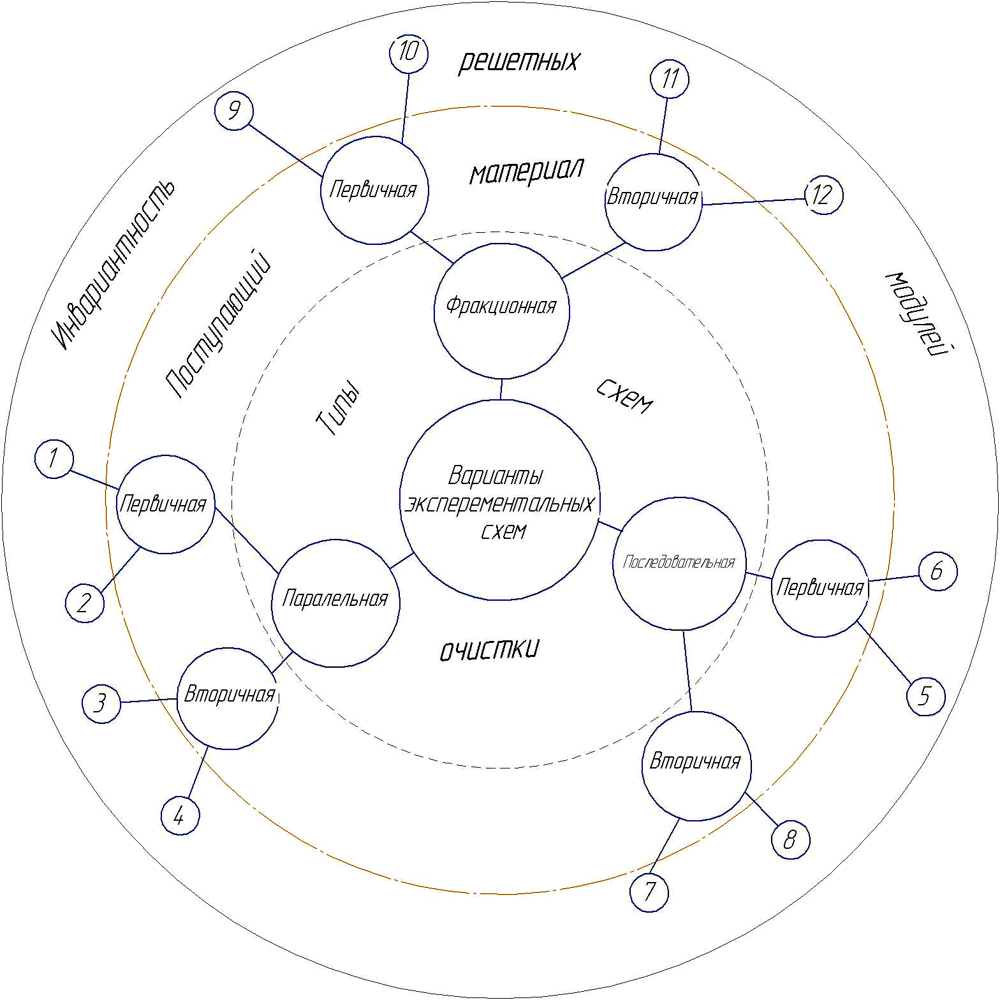 10
решетных
11
9
материал
Первичная
Вторичная
12
Инвариантность
Поступающий
модулей
Фракционная
Типы
схем
1
Варианты
эксперементальных
схем
Первичная
Последовательная
6
Первичная
2
Паралельная
очистки
3
Вторичная
5
Вторичная
4
8
7